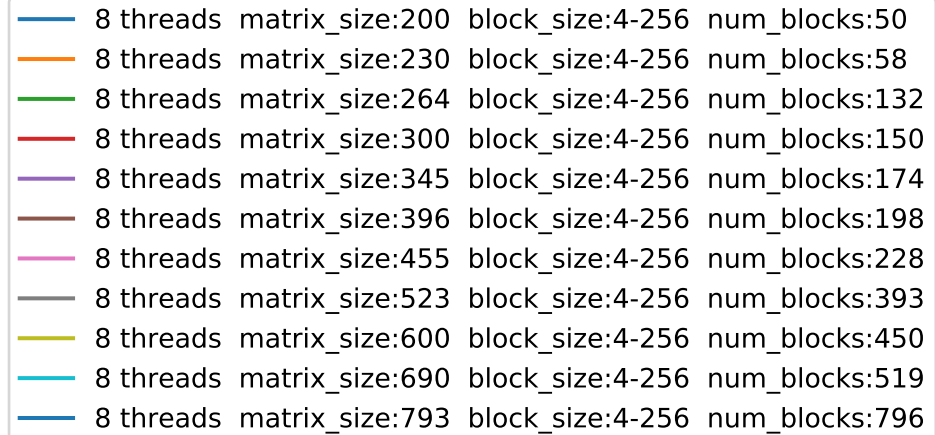 8 threads matrix_size:200 block_size:4-256 num_blocks:50
8 threads matrix_size:230 block_size:4-256 num_blocks:58
8 threads matrix_size:264 block_size:4-256 num_blocks:132
8 threads matrix_size:300 block_size:4-256 num_blocks:150
8 threads matrix_size:345 block_size:4-256 num_blocks:174
8 threads matrix_size:396 block_size:4-256 num_blocks:198
8 threads matrix_size:455 block_size:4-256 num_blocks:228
8 threads matrix_size:523 block_size:4-256 num_blocks:393
8 threads matrix_size:600 block_size:4-256 num_blocks:450
8 threads matrix_size:690 block_size:4-256 num_blocks:519
8 threads matrix_size:793 block_size:4-256 num_blocks:796